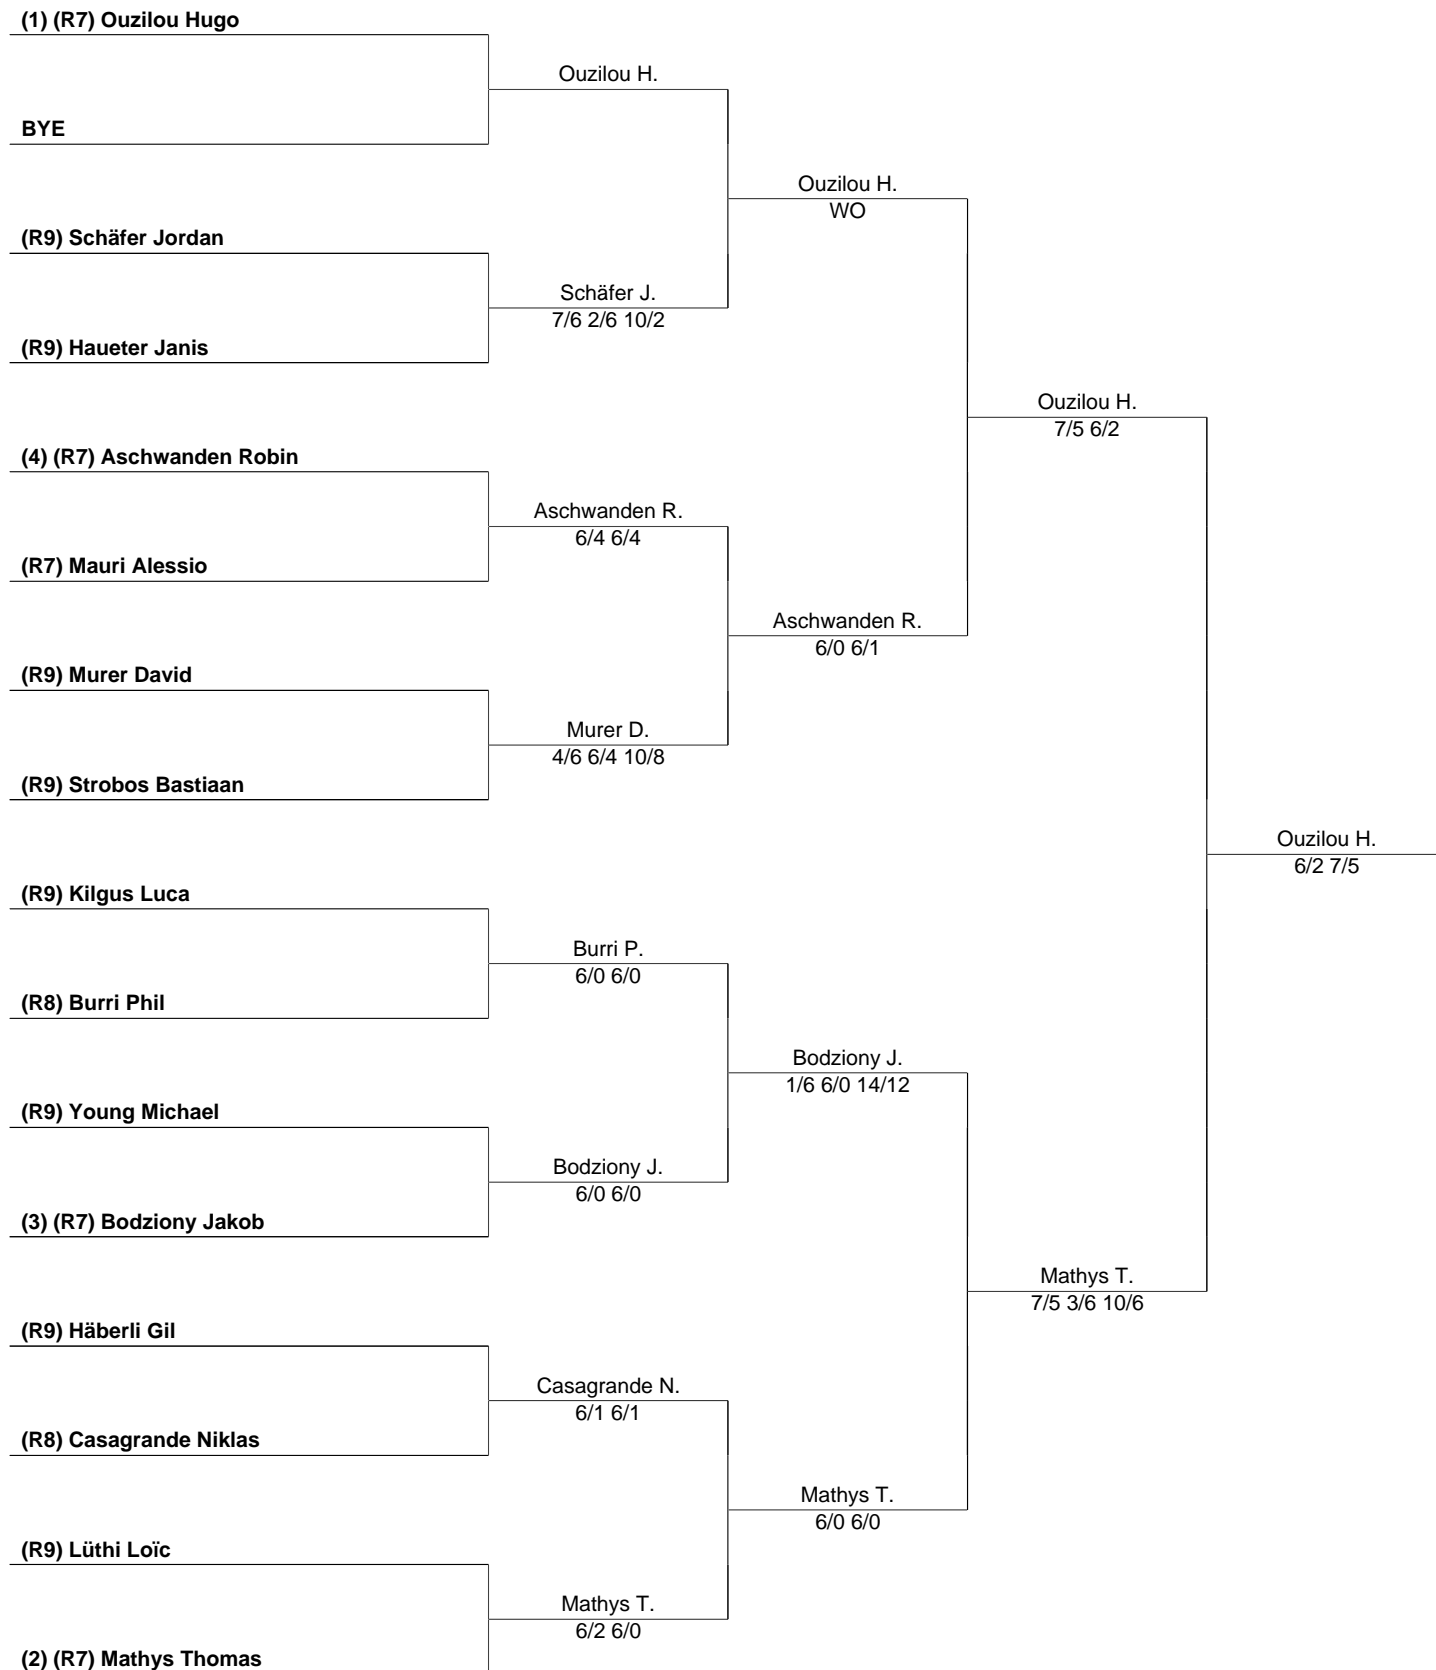 (1) (R7) Ouzilou Hugo
Ouzilou H.
BYE
Ouzilou H.
WO
(R9) Schäfer Jordan
Schäfer J.
7/6 2/6 10/2
(R9) Haueter Janis
Ouzilou H.
7/5 6/2
(4) (R7) Aschwanden Robin
Aschwanden R.
6/4 6/4
(R7) Mauri Alessio
Aschwanden R.
6/0 6/1
(R9) Murer David
Murer D.
4/6 6/4 10/8
(R9) Strobos Bastiaan
Ouzilou H.
6/2 7/5
(R9) Kilgus Luca
Burri P.
6/0 6/0
(R8) Burri Phil
Bodziony J.
1/6 6/0 14/12
(R9) Young Michael
Bodziony J.
6/0 6/0
(3) (R7) Bodziony Jakob
Mathys T.
7/5 3/6 10/6
(R9) Häberli Gil
Casagrande N.
6/1 6/1
(R8) Casagrande Niklas
Mathys T.
6/0 6/0
(R9) Lüthi Loïc
Mathys T.
6/2 6/0
(2) (R7) Mathys Thomas